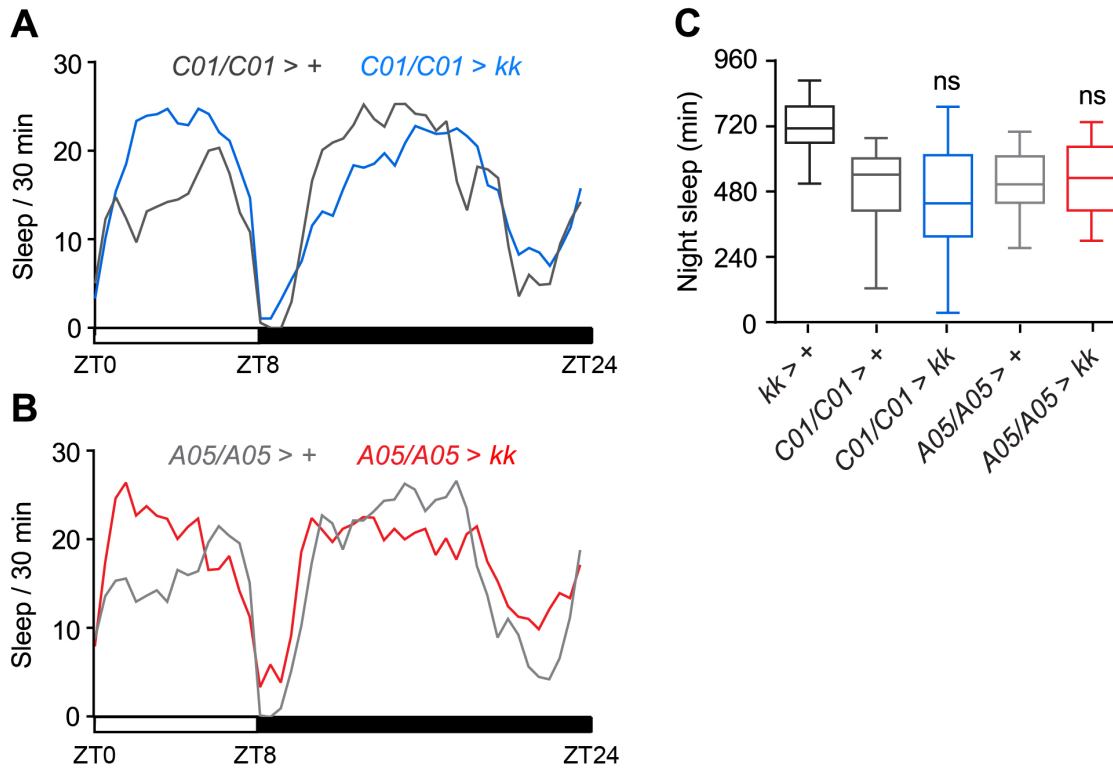 A
C01/C01 > + C01/C01 > kk
Sleep / 30 min
30
20
10
0
ZT0 ZT8 ZT24
B
A05/A05 > + A05/A05 > kk
Sleep / 30 min
30
20
10
0
ZT0 ZT8 ZT24
C
Night sleep (min)
960
720
480
240
0
ns
ns
kk > +
C01/C01 > +
C01/C01 > kk
A05/A05 > +
A05/A05 > kk